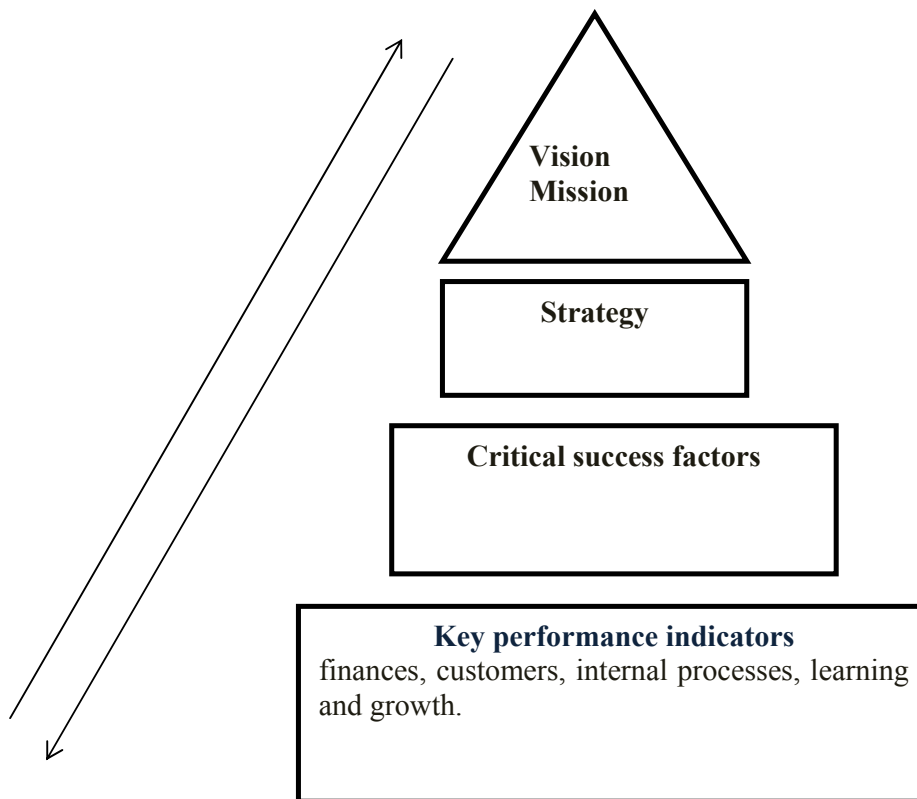 Vision
Mission
Strategy
Critical success factors
Key performance indicators
finances, customers, internal processes, learning
and growth.